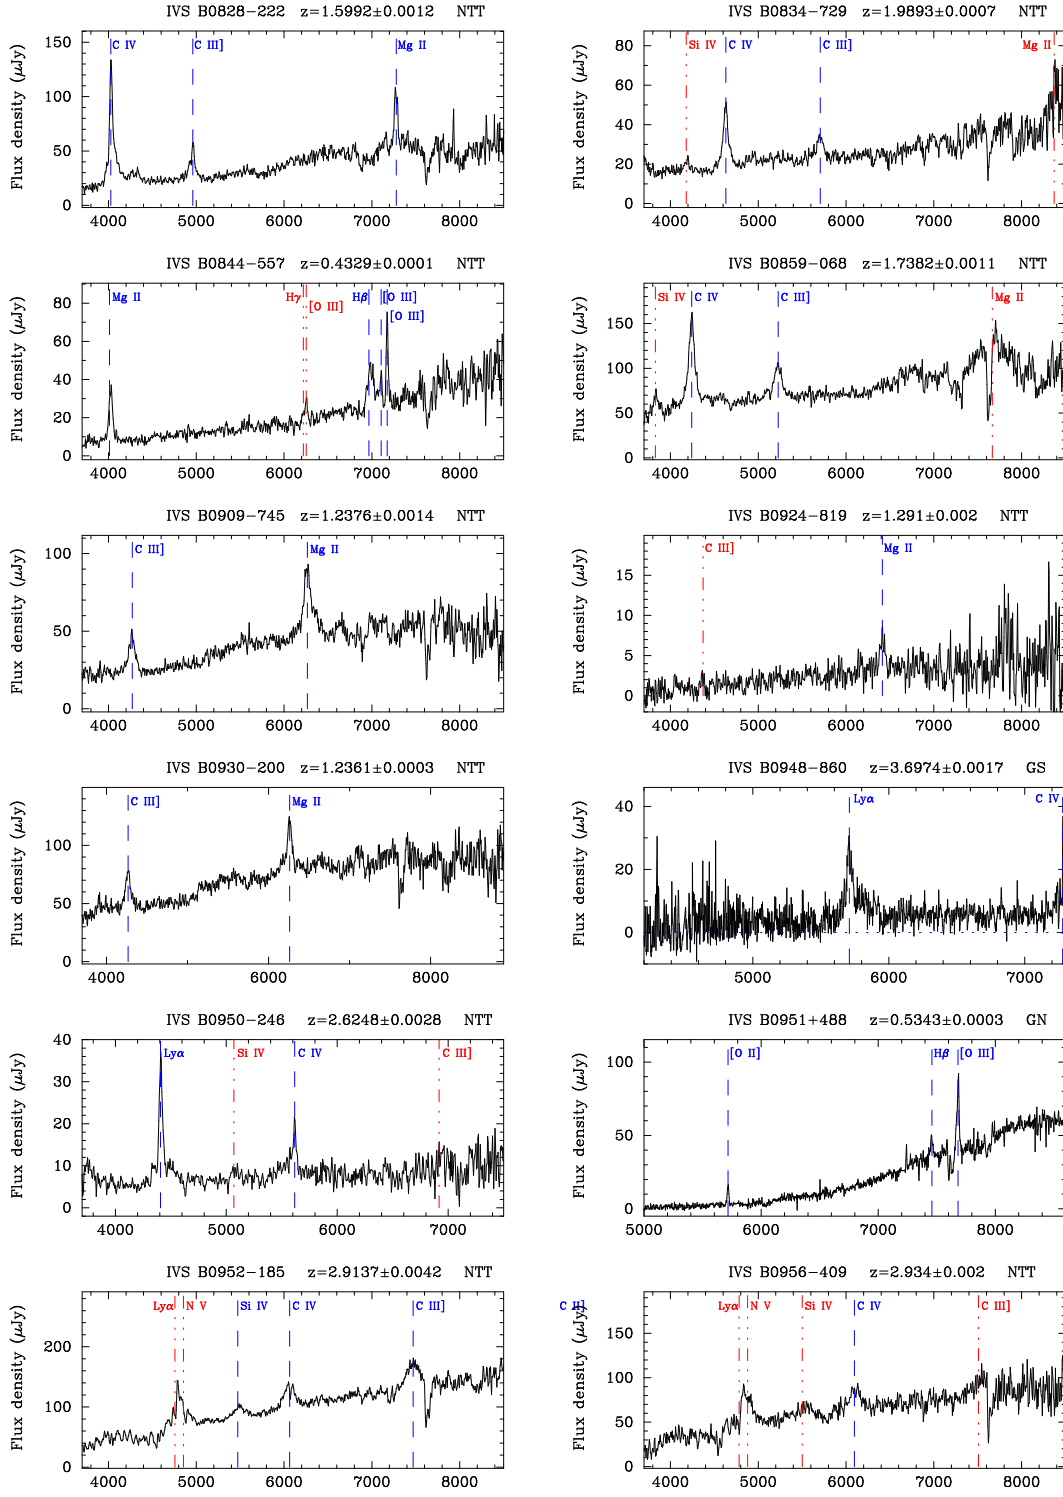 IVS B0828−222 z=1.5992±0.0012 NTT
Flux density (μJy)
C IV C III] Mg II
150
100
50
0
4000 5000 6000 7000 8000
IVS B0834−729 z=1.9893±0.0007 NTT
Flux density (μJy)
Si IV C IV C III] Mg II
80
60
40
20
0
4000 5000 6000 7000 8000
IVS B0844−557 z=0.4329±0.0001 NTT
Flux density (μJy)
Mg II Hγ [O III] Hβ [O III] [O III]
80
60
40
20
0
4000 5000 6000 7000 8000
IVS B0859−068 z=1.7382±0.0011 NTT
Flux density (μJy)
Si IV C IV C III] Mg II
150
100
50
0
4000 5000 6000 7000 8000
IVS B0909−745 z=1.2376±0.0014 NTT
Flux density (μJy)
C III] Mg II
100
50
0
4000 5000 6000 7000 8000
IVS B0924−819 z=1.291±0.002 NTT
Flux density (μJy)
C III] Mg II
15
10
5
0
4000 5000 6000 7000 8000
IVS B0930−200 z=1.2361±0.0003 NTT
Flux density (μJy)
C III] Mg II
100
50
0
4000 6000 8000
IVS B0948−860 z=3.6974±0.0017 GS
Flux density (μJy)
Lyα C IV
40
20
0
5000 6000 7000
IVS B0950−246 z=2.6248±0.0028 NTT
Flux density (μJy)
Lyα Si IV C IV C III]
40
30
20
10
0
4000 5000 6000 7000
IVS B0951+488 z=0.5343±0.0003 GN
Flux density (μJy)
[O II] Hβ [O III]
100
50
0
5000 6000 7000 8000
IVS B0952−185 z=2.9137±0.0042 NTT
Flux density (μJy)
Lyα N V Si IV C IV C III]
200
100
0
4000 5000 6000 7000 8000
IVS B0956−409 z=2.934±0.002 NTT
Flux density (μJy)
C II] Lyα N V Si IV C IV C III]
150
100
50
0
4000 5000 6000 7000 8000